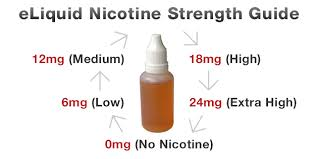 eLiquid Nicotine Strength Guide
12mg (Medium)
18mg (High)
6mg (Low)
24mg (Extra High)
0mg (No Nicotine)